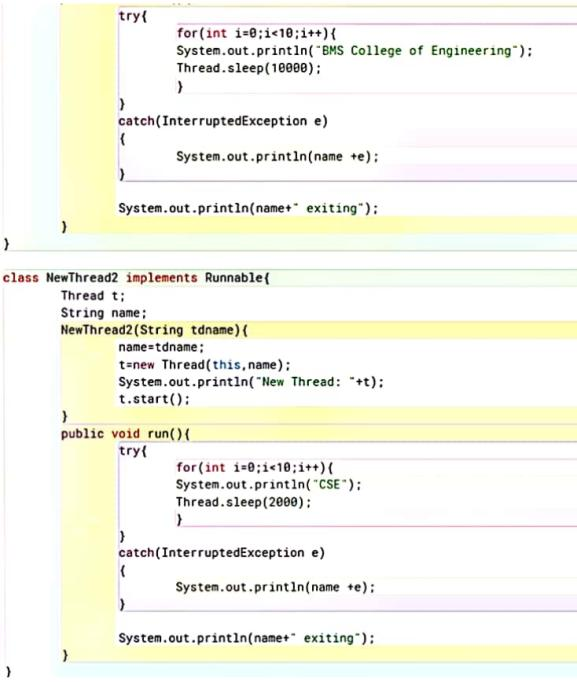 try{
for(int i=0;i<10;i++){
System.out.println("BMS College of Engineering");
Thread.sleep(10000);
}
}
catch(InterruptedException e)
{
System.out.println(name +e);
}
System.out.println(name+" exiting");
}
}
class NewThread2 implements Runnable{
Thread t;
String name;
NewThread2(String tdname){
name=tdname;
t=new Thread(this,name);
System.out.println("New Thread: "+t);
t.start();
}
public void run(){
try{
for(int i=0;i<10;i++){
System.out.println("CSE");
Thread.sleep(2000);
}
}
catch(InterruptedException e)
{
System.out.println(name +e);
}
System.out.println(name+" exiting");
}
}